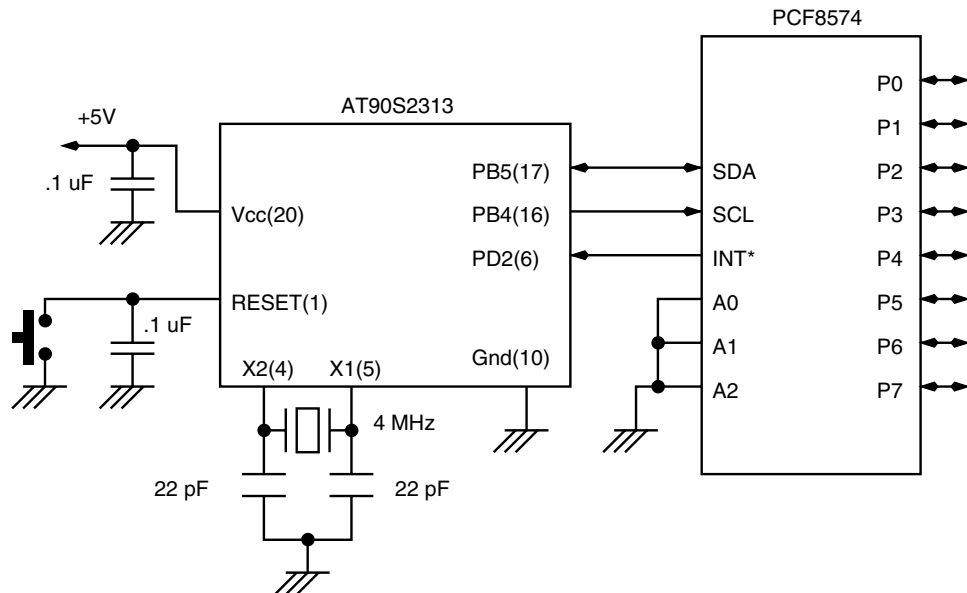 PCF8574
AT90S2313
+5V
.1 uF
Vcc(20)
RESET(1)
.1 uF
X2(4)
X1(5)
4 MHz
22 pF
22 pF
PB5(17)
PB4(16)
PD2(6)
Gnd(10)
SDA
SCL
INT*
A0
A1
A2
P0
P1
P2
P3
P4
P5
P6
P7